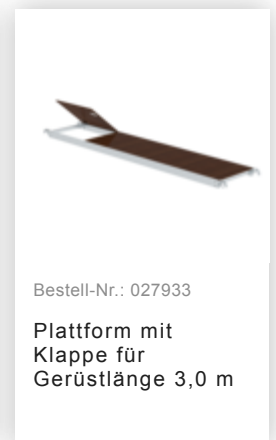 Bestell-Nr.: 027933
Plattform mit
Klappe für
Gerüstlänge 3,0 m